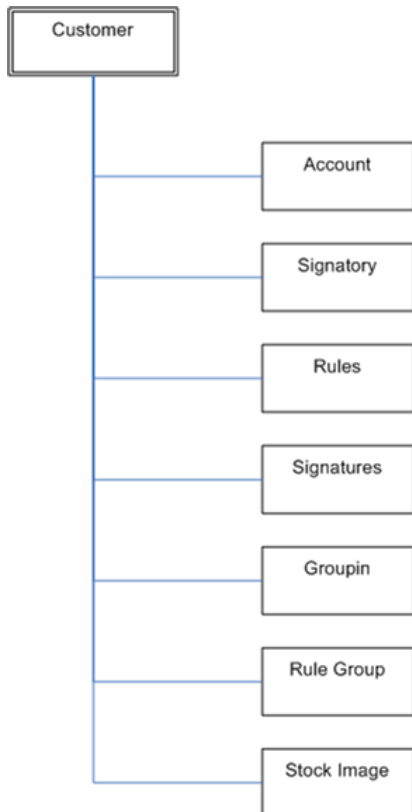 Customer
Account
Signatory
Rules
Signatures
Groupin
Rule Group
Stock Image